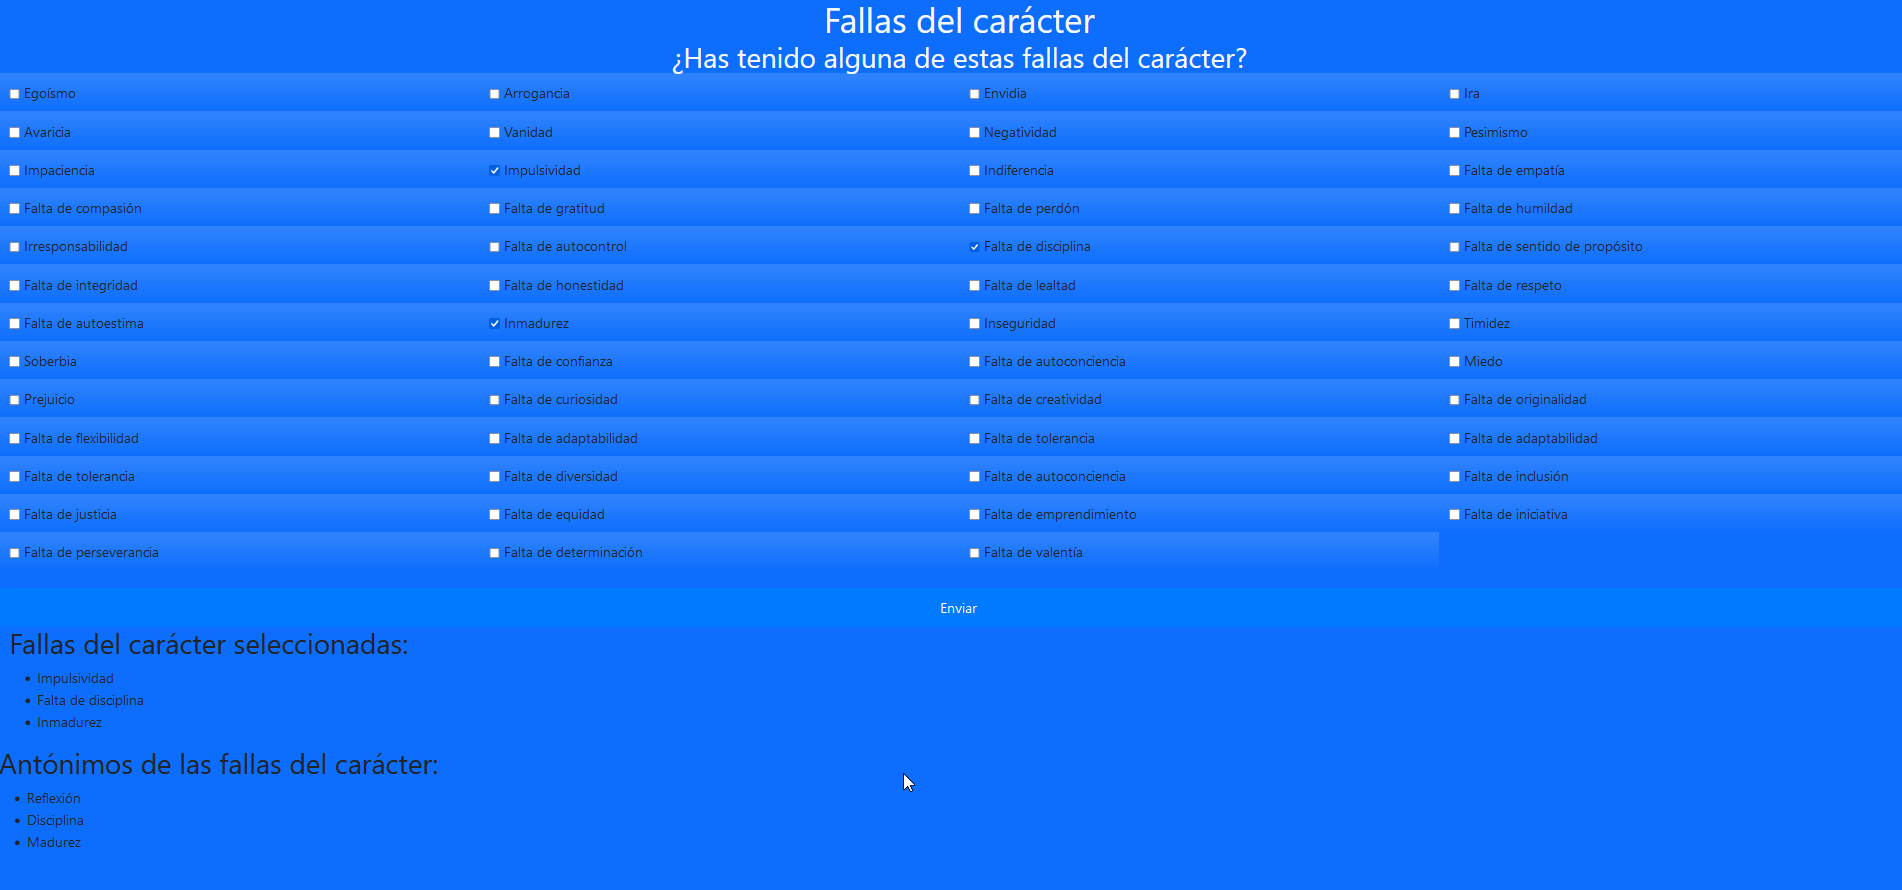 Fallas del carácter
¿Has tenido alguna de estas fallas del carácter?
Egoísmo Arrogancia Envidia Ira
Avaricia Vanidad Negatividad Pesimismo
Impaciencia Impulsividad Indiferencia Falta de empatía
Falta de compasión Falta de gratitud Falta de perdón Falta de humildad
Irresponsabilidad Falta de autocontrol Falta de disciplina Falta de sentido de propósito
Falta de integridad Falta de honestidad Falta de lealtad Falta de respeto
Falta de autoestima Inmadurez Inseguridad Timidez
Soberbia Falta de confianza Falta de autoconciencia Miedo
Prejuicio Falta de curiosidad Falta de creatividad Falta de originalidad
Falta de flexibilidad Falta de adaptabilidad Falta de tolerancia Falta de adaptabilidad
Falta de tolerancia Falta de diversidad Falta de autoconciencia Falta de inclusión
Falta de justicia Falta de equidad Falta de emprendimiento Falta de iniciativa
Falta de perseverancia Falta de determinación Falta de valentía
Enviar
Fallas del carácter seleccionadas:
• Impulsividad
• Falta de disciplina
• Inmadurez
Antónimos de las fallas del carácter:
• Reflexión
• Disciplina
• Madurez